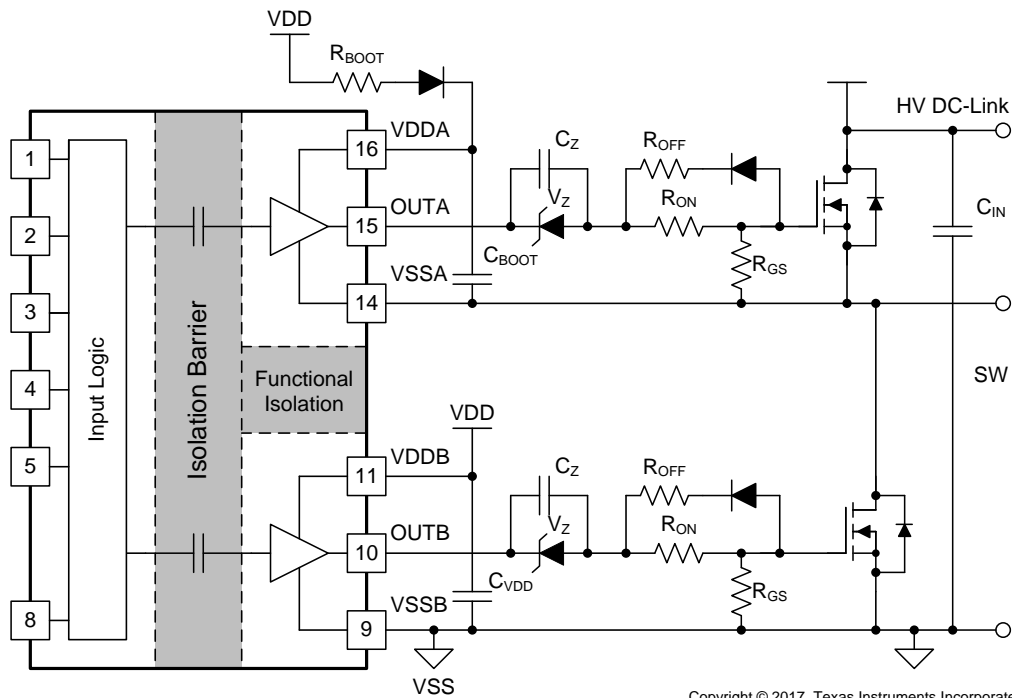 VDD
RBOOT
HV DC-Link
16
VDDA
CZ
ROFF
1
15
OUTA
VZ
RON
CIN
2
CBOOT
RGS
VSSA
3
14
Input Logic
Isolation Barrier
Functional
Isolation
SW
4
VDD
5
11
VDDB
CZ
ROFF
10
OUTB
VZ
RON
CVDD
RGS
8
VSSB
9
VSS
Copyright © 2017, Texas Instruments Incorporate